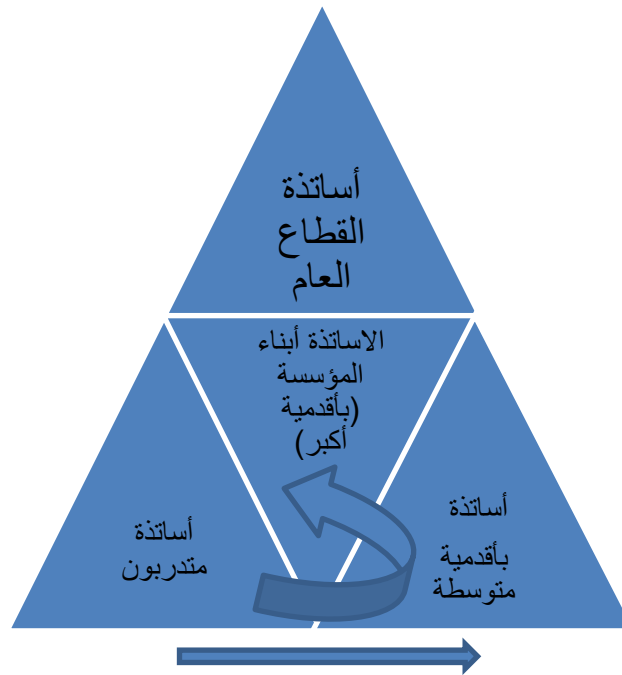 أساتذة
القطاع
العام
الاساتذة أبناء
المؤسسة
(بأقدمية
أكبر)
أساتذة
متدربون
أساتذة
بأقدمية
متوسطة